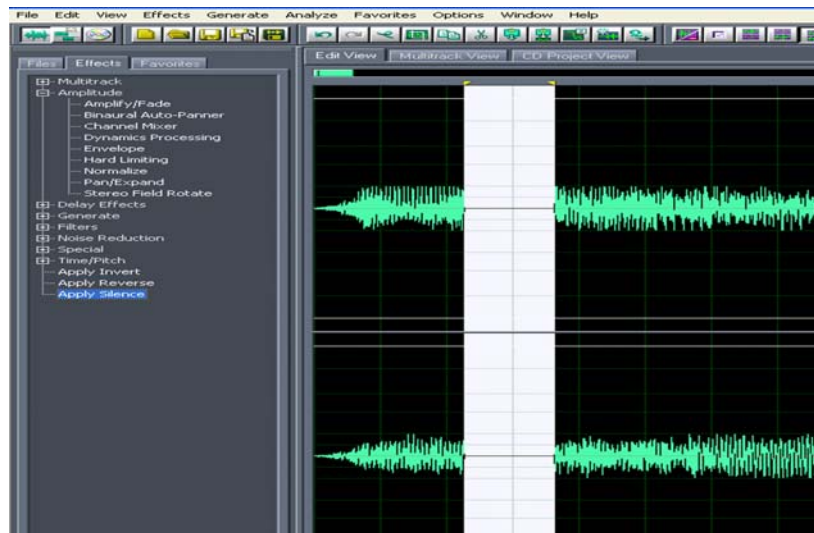 File Edit View Effects Generate Analyze Favorites Options Window Help
Files Effects Favorites
Edit View Multitrack View CD Project View
Multitrack
Amplitude
Amplify/Fade
Binaural Auto-Panner
Channel Mixer
Dynamics Processing
Envelope
Hard Limiting
Normalize
Pan/Expand
Stereo Field Rotate
Delay Effects
Generate
Filters
Noise Reduction
Special
Time/Pitch
Apply Invert
Apply Reverse
Apply Silence